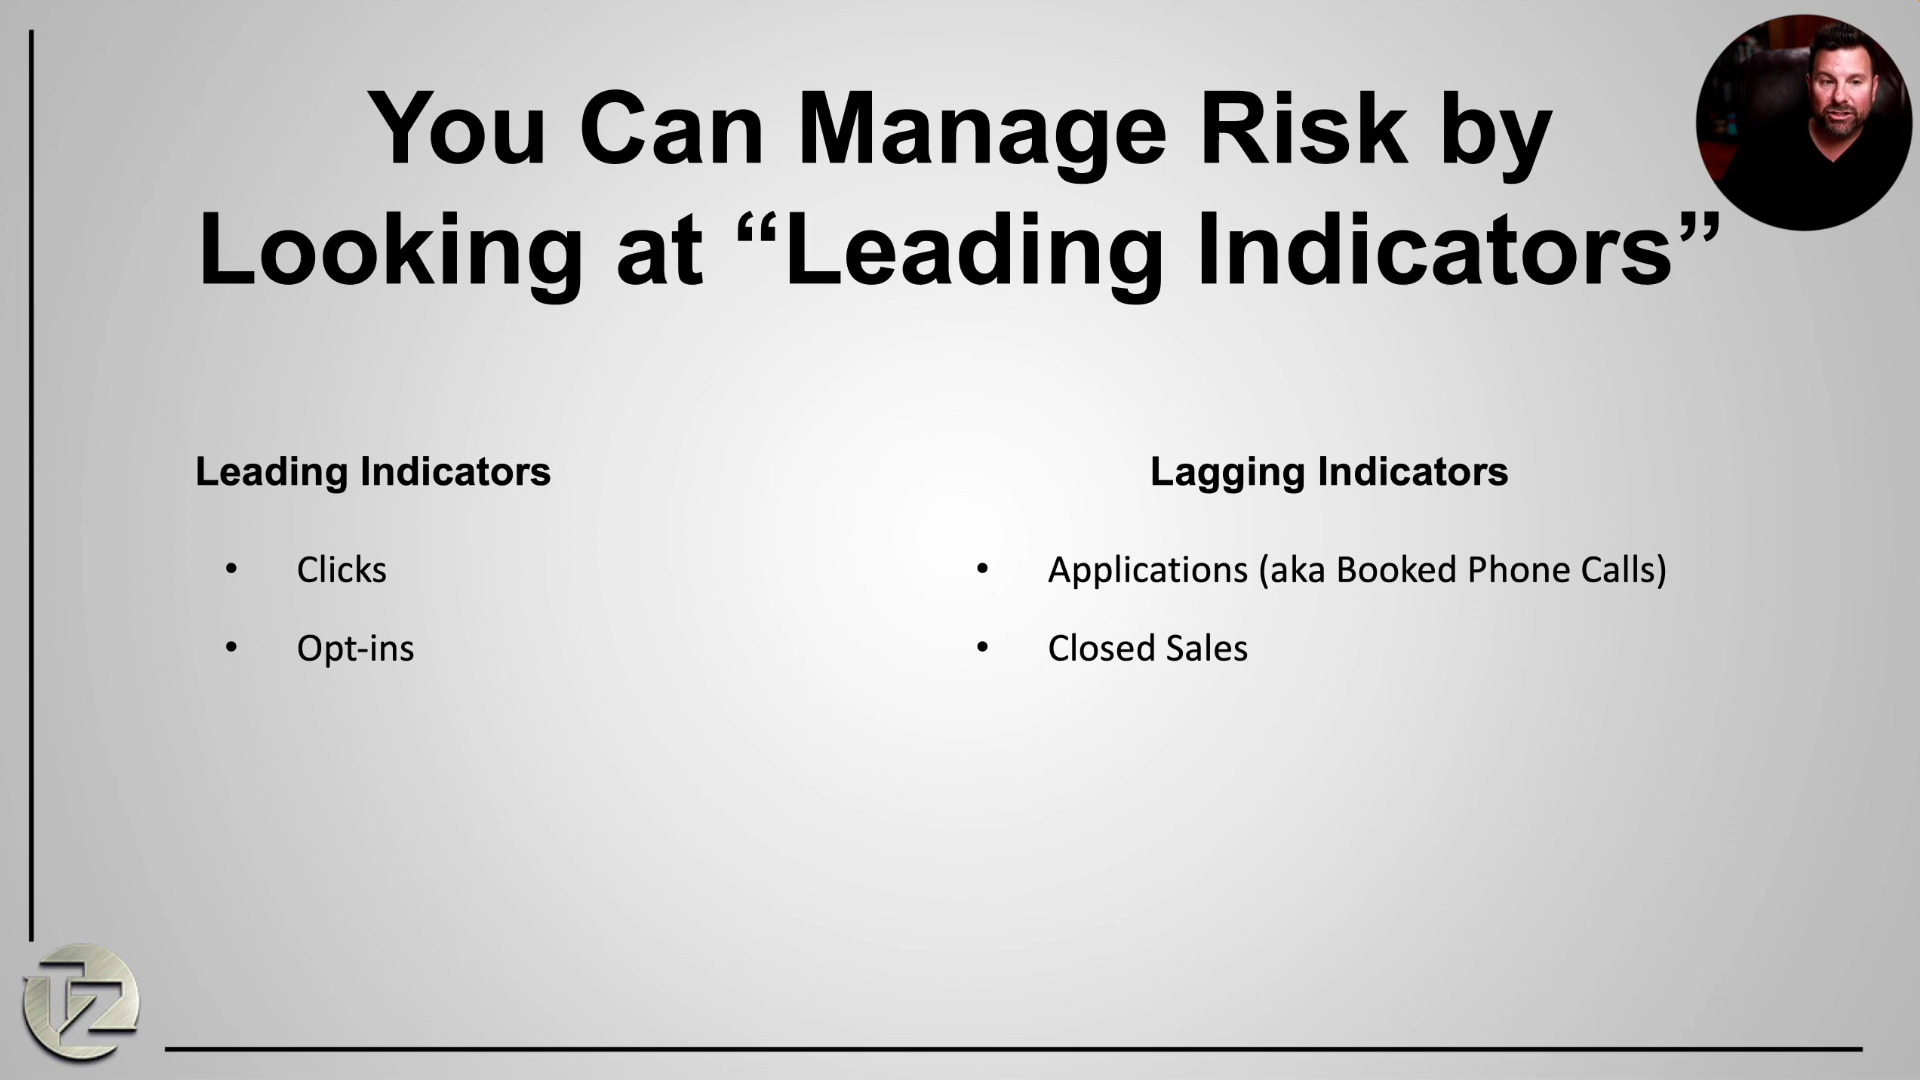 You Can Manage Risk by
Looking at “Leading Indicators”
Leading Indicators
• Clicks
• Opt-ins
Lagging Indicators
• Applications (aka Booked Phone Calls)
• Closed Sales
TZ